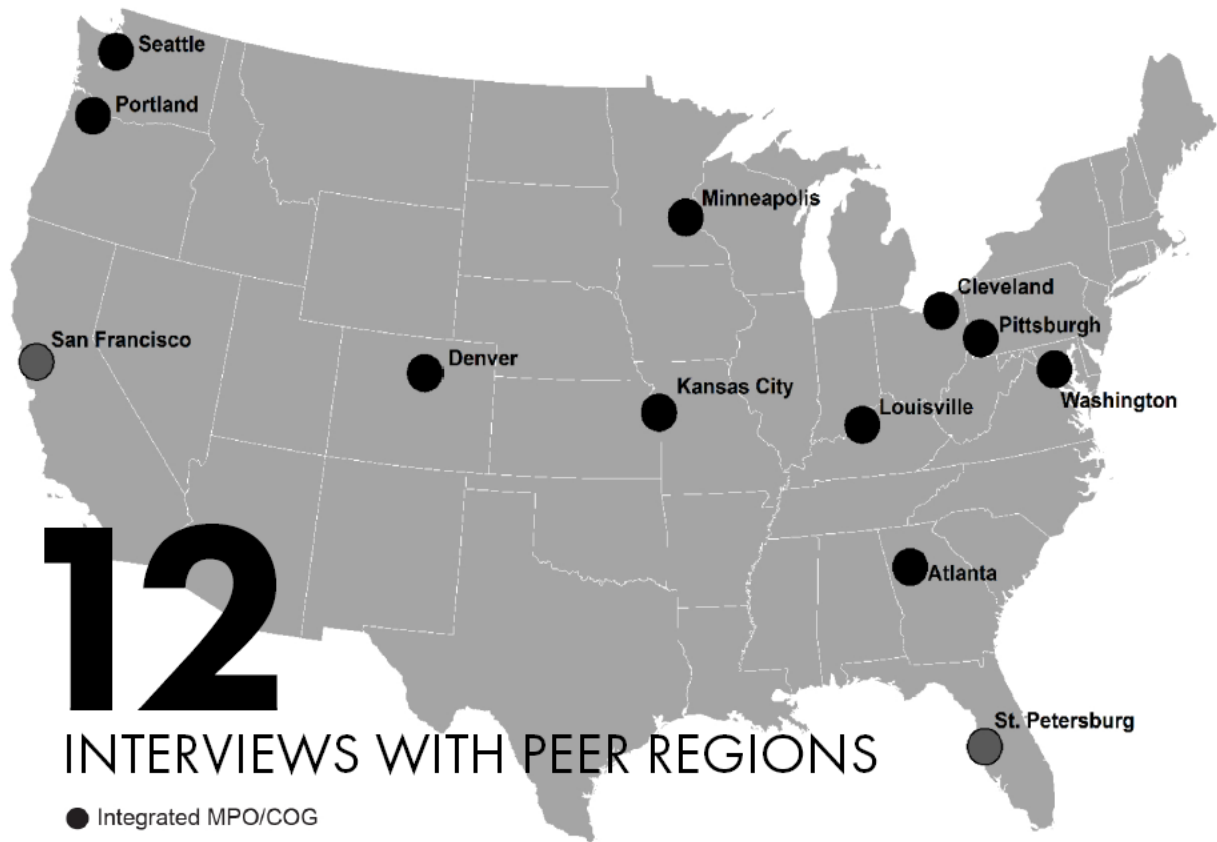 Seattle
Portland
Minneapolis
Cleveland
Pittsburgh
San Francisco
Denver
Kansas City
Washington
Louisville
Atlanta
12
St. Petersburg
INTERVIEWS WITH PEER REGIONS
Integrated MPO/COG